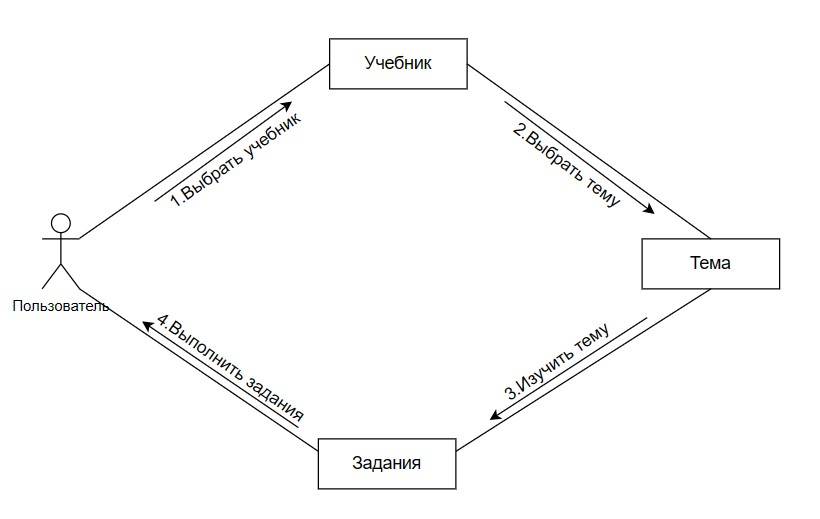 Учебник
1.Выбрать учебник
2.Выбрать тему
Тема
Пользователь
3.Изучить тему
4.Выполнить задания
Задания